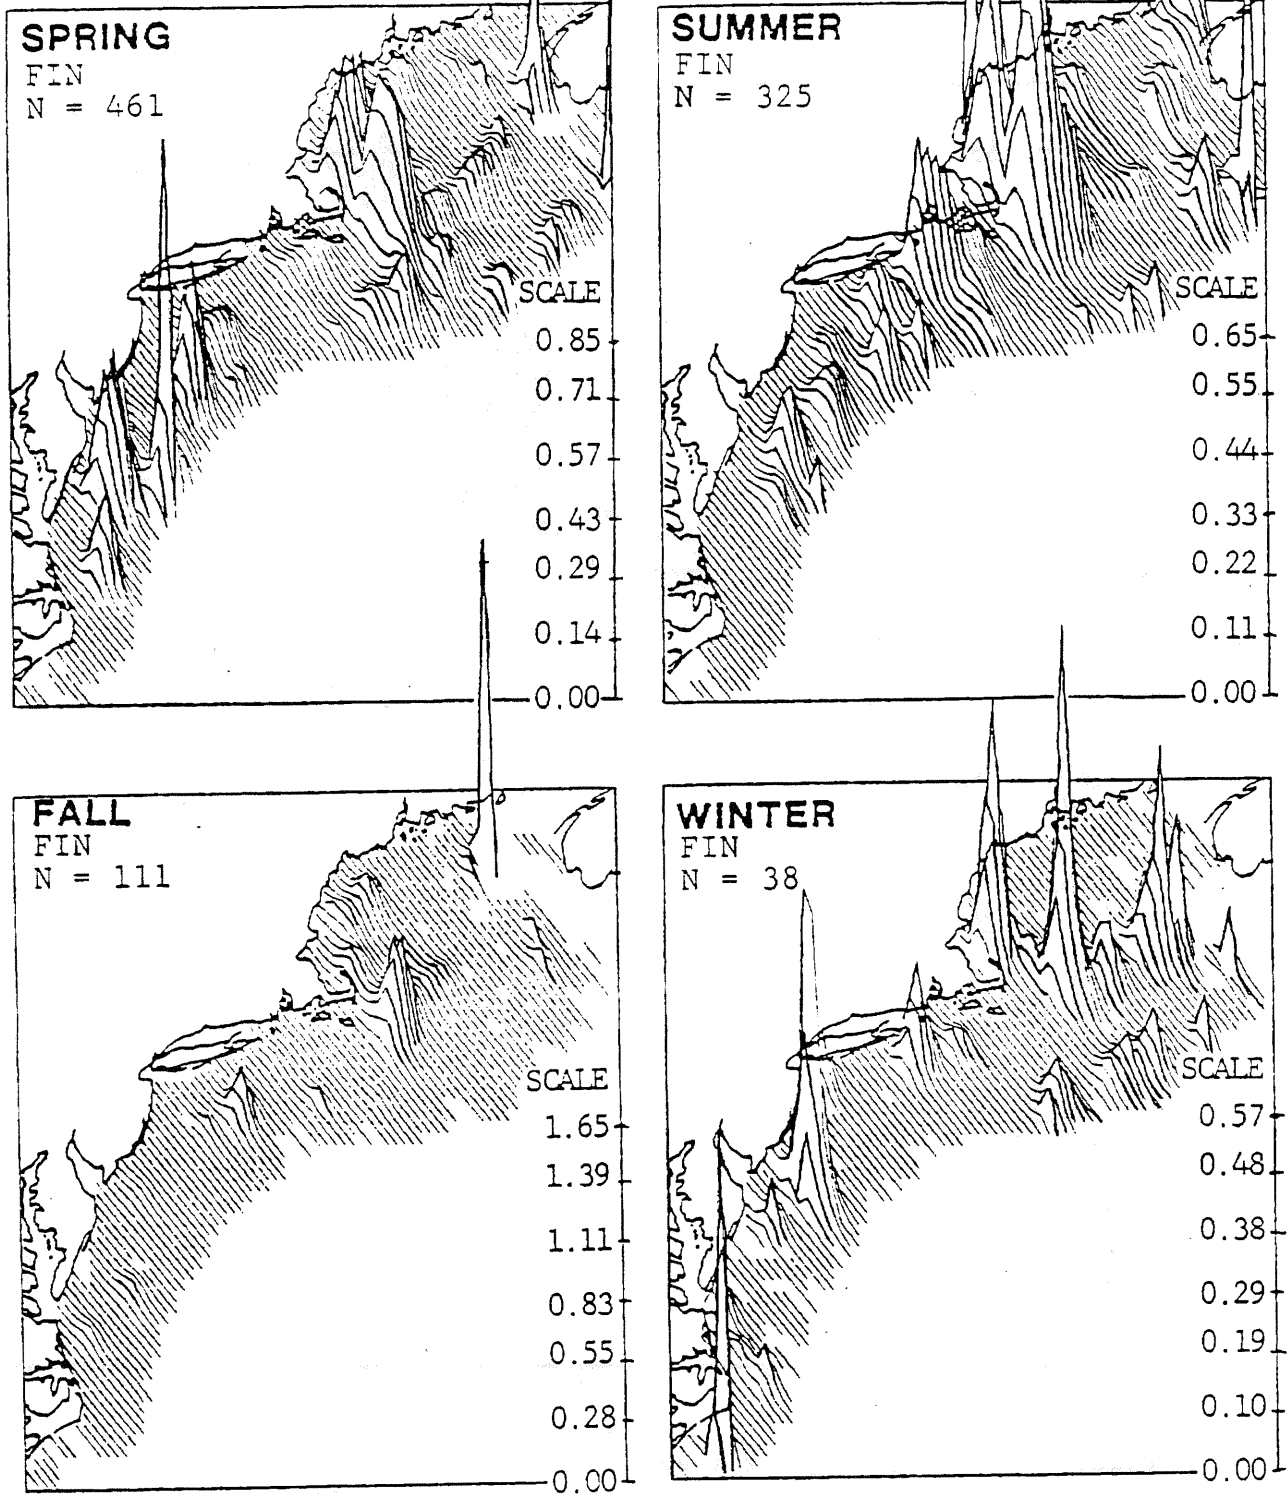 SPRING
FIN
N = 461
SCALE
0.85
0.71
0.57
0.43
0.29
0.14
0.00
SUMMER
FIN
N = 325
SCALE
0.65
0.55
0.44
0.33
0.22
0.11
0.00
FALL
FIN
N = 111
SCALE
1.65
1.39
1.11
0.83
0.55
0.28
0.00
WINTER
FIN
N = 38
SCALE
0.57
0.48
0.38
0.29
0.19
0.10
0.00